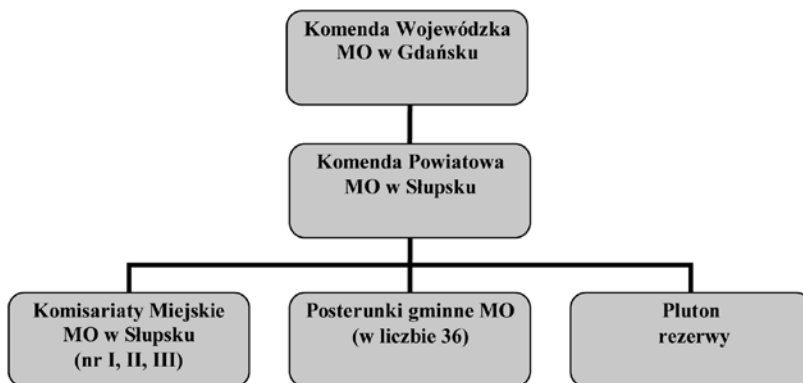 Komenda Wojewódzka
MO w Gdańsku
Komenda Powiatowa
MO w Słupsku
Komisariaty Miejskie
MO w Słupsku
(nr I, II, III)
Posterunki gminne MO
(w liczbie 36)
Pluton
rezerwy